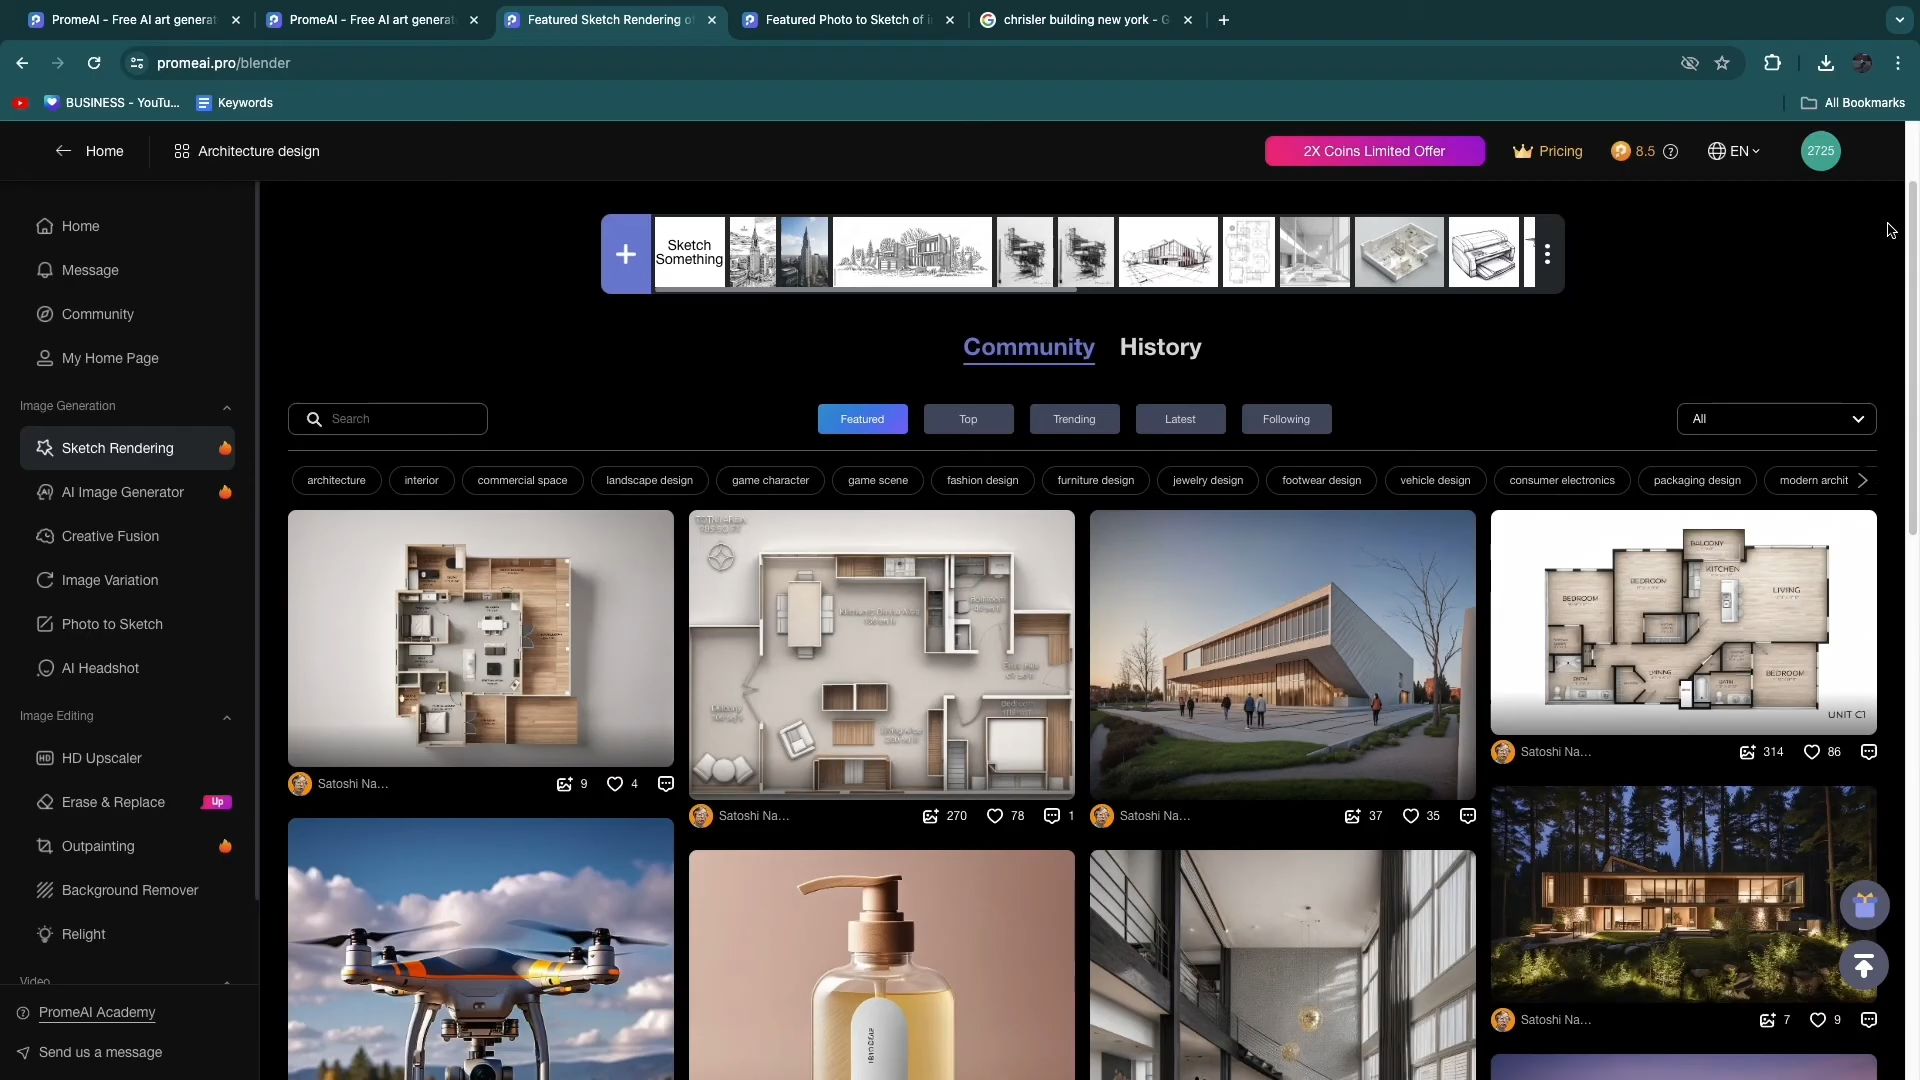 PromeAI - Free AI art generat
PromeAI - Free AI art generat
Featured Sketch Rendering o
Featured Photo to Sketch of i
chrisler building new york - G
promeai.pro/blender
BUSINESS - YouTu...
Keywords
All Bookmarks
Home
Architecture design
2X Coins Limited Offer
Pricing
8.5
EN
2725
Home
Message
Community
My Home Page
Image Generation
Sketch Rendering
AI Image Generator
Creative Fusion
Image Variation
Photo to Sketch
AI Headshot
Image Editing
HD Upscaler
Erase & Replace
Up
Outpainting
Background Remover
Relight
Video
PromeAI Academy
Send us a message
Sketch
Something
Community
History
Search
Featured
Top
Trending
Latest
Following
All
architecture
interior
commercial space
landscape design
game character
game scene
fashion design
furniture design
jewelry design
footwear design
vehicle design
consumer electronics
packaging design
modern archit
BALCONY
KITCHEN
BEDROOM
LIVING
BEDROOM
DINING
BEDROOM
BATH
BATH
UNIT C1
Satoshi Na...
9
4
Satoshi Na...
270
78
1
Satoshi Na...
37
35
Satoshi Na...
314
86
Satoshi Na...
7
9